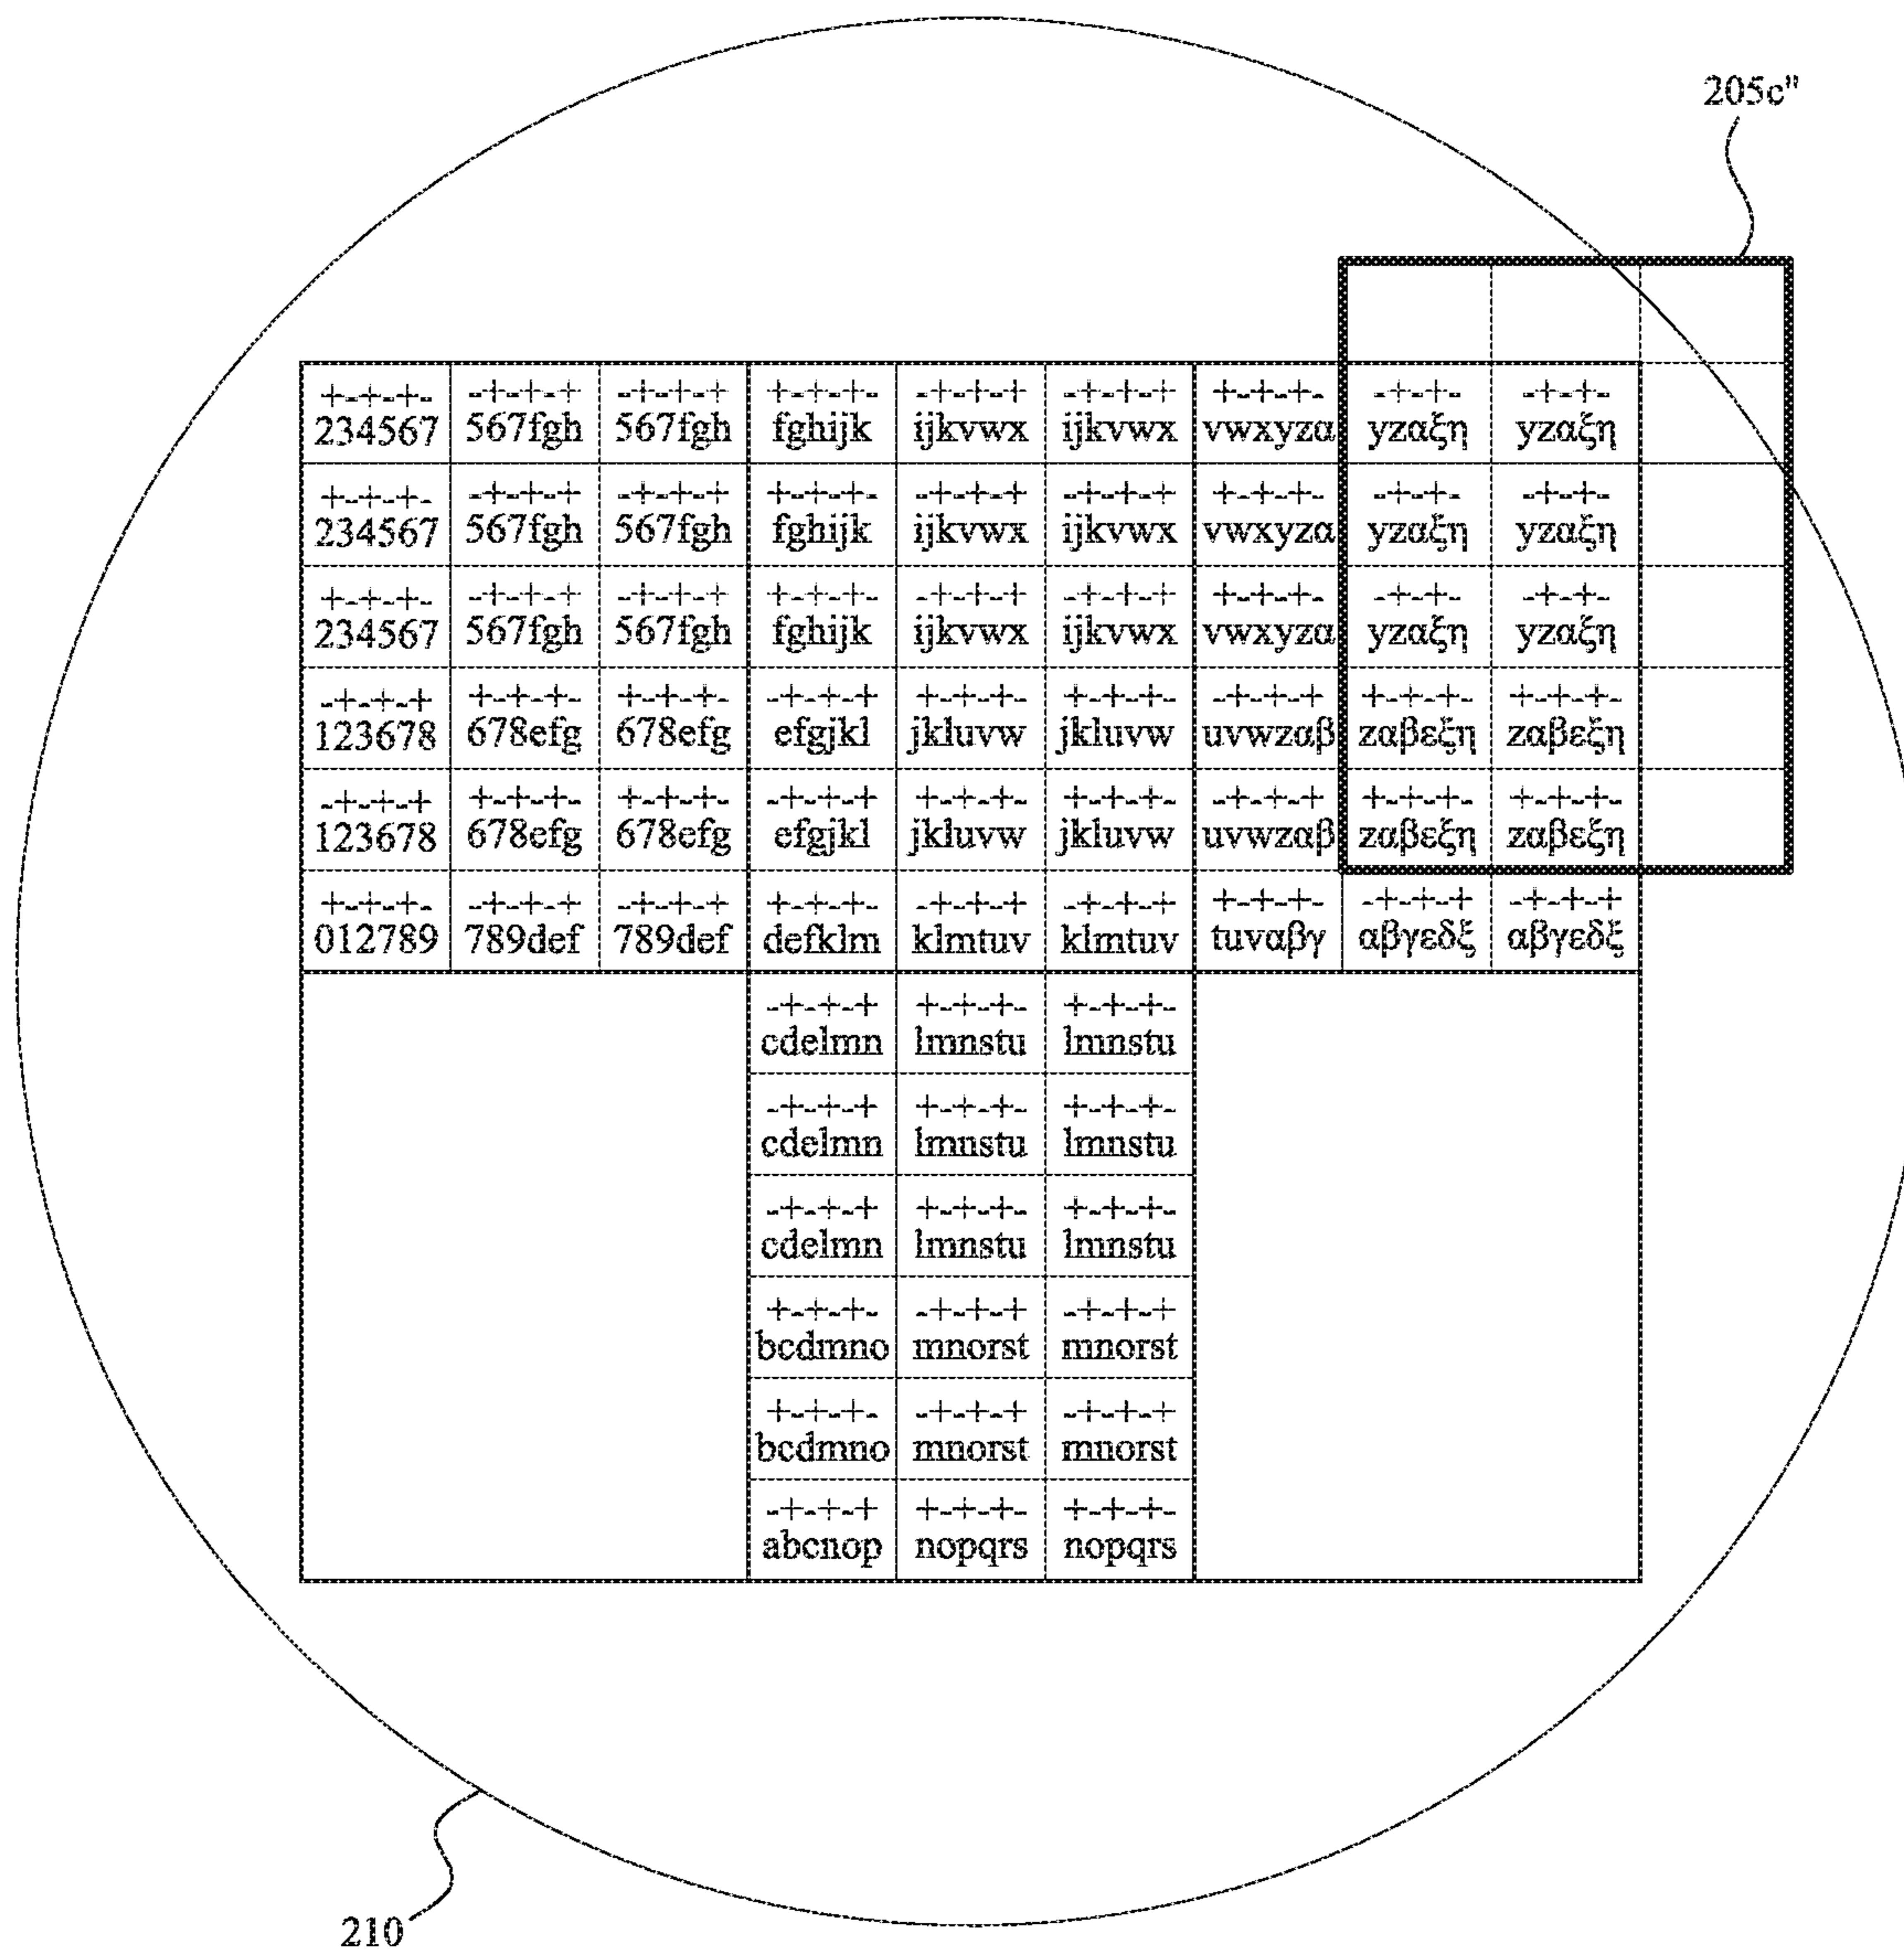 205c"
+-+-+- -+-+-+ -+-+-+ +-+-+- -+-+-+ -+-+-+ +-+-+- -+-+- -+-+-
234567 567fgh 567fgh fghijk ijkvwx ijkvwx vwxyzα yzαξη yzαξη
+-+-+- -+-+-+ -+-+-+ +-+-+- -+-+-+ -+-+-+ +-+-+- -+-+- -+-+-
234567 567fgh 567fgh fghijk ijkvwx ijkvwx vwxyzα yzαξη yzαξη
+-+-+- -+-+-+ -+-+-+ +-+-+- -+-+-+ -+-+-+ +-+-+- -+-+- -+-+-
234567 567fgh 567fgh fghijk ijkvwx ijkvwx vwxyzα yzαξη yzαξη
-+-+-+ +-+-+- +-+-+- -+-+-+ +-+-+- +-+-+- -+-+-+ +-+-+- +-+-+-
123678 678efg 678efg efgjkl jkluvw jkluvw uvwzαβ zαβεξη zαβεξη
-+-+-+ +-+-+- +-+-+- -+-+-+ +-+-+- +-+-+- -+-+-+ +-+-+- +-+-+-
123678 678efg 678efg efgjkl jkluvw jkluvw uvwzαβ zαβεξη zαβεξη
+-+-+- -+-+-+ -+-+-+ +-+-+- -+-+-+ -+-+-+ +-+-+- -+-+-+ -+-+-+
012789 789def 789def defklm klmtuv klmtuv tuvαβγ αβγεδξ αβγεδξ
-+-+-+ +-+-+- +-+-+-
cdelmn lmnstu lmnstu
-+-+-+ +-+-+- +-+-+-
cdelmn lmnstu lmnstu
-+-+-+ +-+-+- +-+-+-
cdelmn lmnstu lmnstu
+-+-+- -+-+-+ -+-+-+
bcdmno mnorst mnorst
+-+-+- -+-+-+ -+-+-+
bcdmno mnorst mnorst
-+-+-+ +-+-+- +-+-+-
abcnop nopqrs nopqrs
210